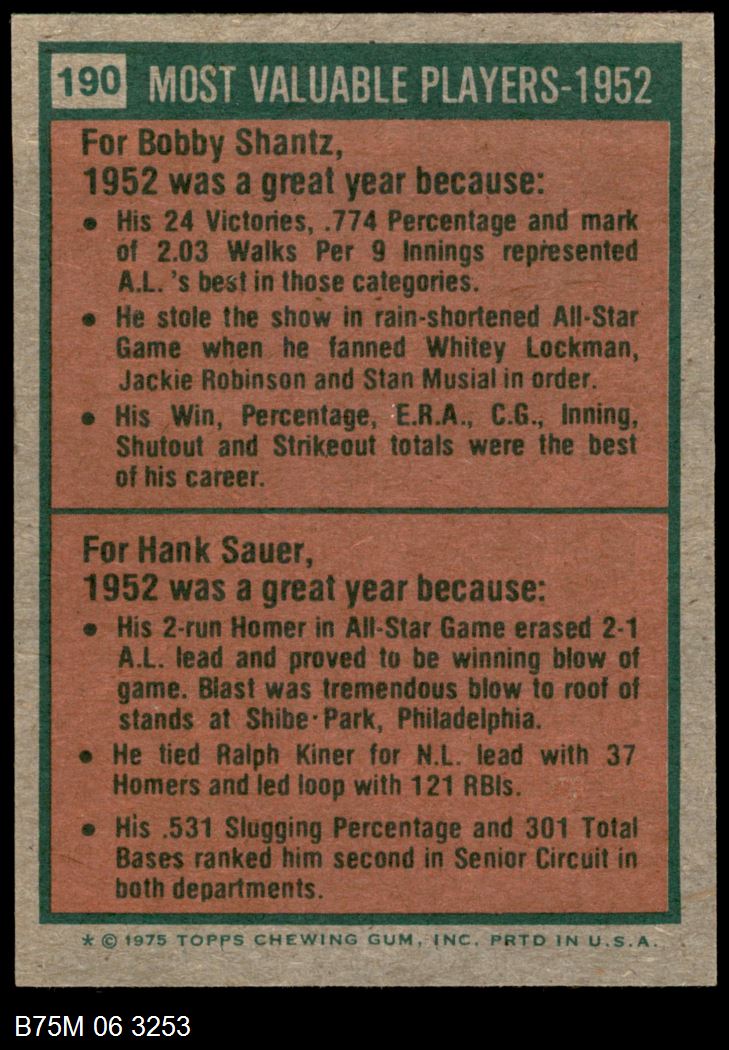 190 MOST VALUABLE PLAYERS-1952
For Bobby Shantz,
1952 was a great year because:
• His 24 Victories, .774 Percentage and mark
of 2.03 Walks Per 9 Innings represented
A.L. 's best in those categories.
• He stole the show in rain-shortened All-Star
Game when he fanned Whitey Lockman,
Jackie Robinson and Stan Musial in order.
• His Win, Percentage, E.R.A., C.G., Inning,
Shutout and Strikeout totals were the best
of his career.
For Hank Sauer,
1952 was a great year because:
• His 2-run Homer in All-Star Game erased 2-1
A.L. lead and proved to be winning blow of
game. Blast was tremendous blow to roof of
stands at Shibe Park, Philadelphia.
• He tied Ralph Kiner for N.L. lead with 37
Homers and led loop with 121 RBIs.
• His .531 Slugging Percentage and 301 Total
Bases ranked him second in Senior Circuit in
both departments.
* © 1975 TOPPS CHEWING GUM, INC. PRTD IN U.S.A.
B75M 06 3253